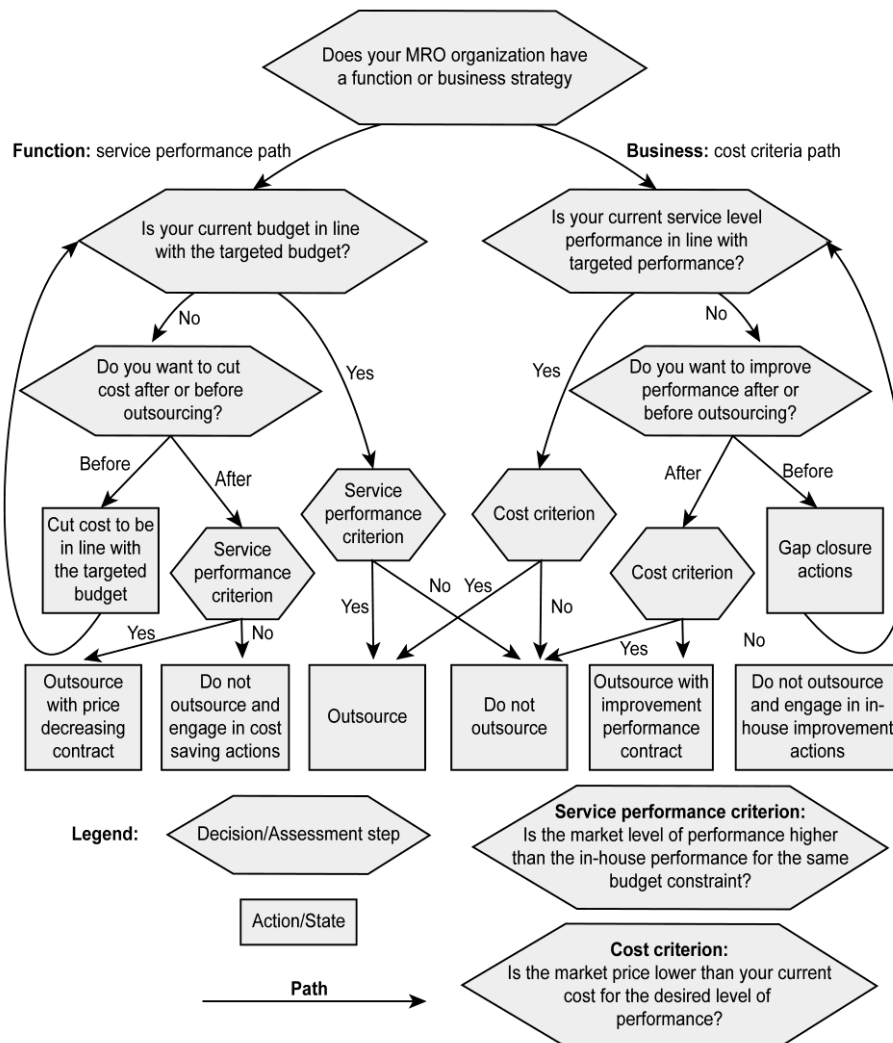 Does your MRO organization have
a function or business strategy
Function: service performance path
Business: cost criteria path
Is your current budget in line
with the targeted budget?
Is your current service level
performance in line with
targeted performance?
No
Yes
Yes
No
Do you want to cut
cost after or before
outsourcing?
Do you want to improve
performance after or
before outsourcing?
Before
After
After
Before
Cut cost to be
in line with
the targeted
budget
Service
performance
criterion
Service
performance
criterion
Cost criterion
Cost criterion
Gap closure
actions
Yes
No
Yes
No
Yes
No
Yes
No
Outsource
with price
decreasing
contract
Do not
outsource and
engage in cost
saving actions
Outsource
Do not
outsource
Outsource with
improvement
performance
contract
Do not outsource
and engage in in-
house improvement
actions
Legend:
Decision/Assessment step
Action/State
Path
Service performance criterion:
Is the market level of performance higher
than the in-house performance for the same
budget constraint?
Cost criterion:
Is the market price lower than your current
cost for the desired level of
performance?